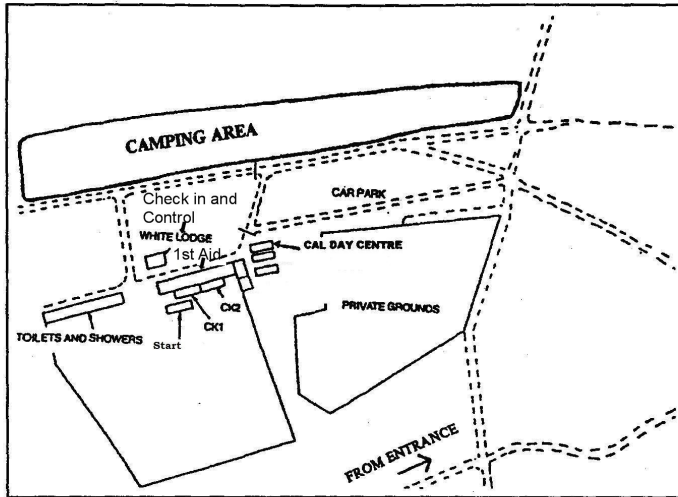 CAMPING AREA
Check in and
Control
WHITE LODGE
1st Aid
CAR PARK
CAL DAY CENTRE
PRIVATE GROUNDS
CK2
CK1
TOILETS AND SHOWERS
Start
FROM ENTRANCE